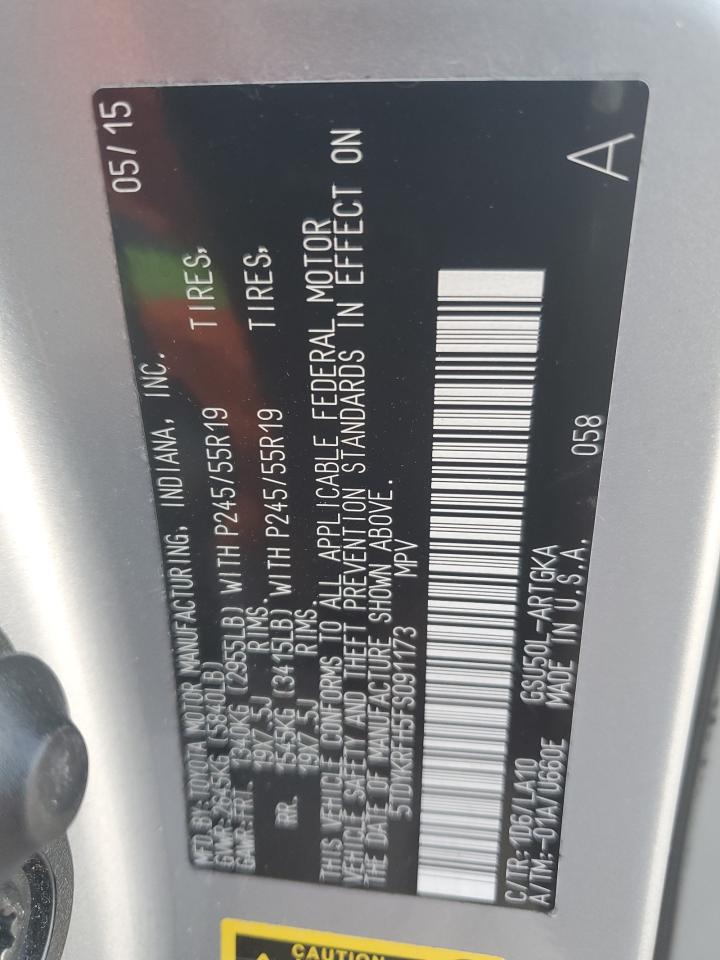 MFD BY: TOYOTA MOTOR MANUFACTURING, INDIANA, INC. 05/15
GVWR: 2645KG (5840LB)
GAWR: FRT. 1340KG (2955LB) WITH P245/55R19 TIRES,
19X7.5J RIMS.
RR. 1545KG (3415LB) WITH P245/55R19 TIRES,
19X7.5J RIMS.
THIS VEHICLE CONFORMS TO ALL APPLICABLE FEDERAL MOTOR
VEHICLE SAFETY AND THEFT PREVENTION STANDARDS IN EFFECT ON
THE DATE OF MANUFACTURE SHOWN ABOVE.
5TDYKRFH5FS091173 MPV
C/TR: 1D6/LA10 GSU50L-ARTGKA 058
A/TM:-01A/U660E MADE IN U.S.A. A
CAUTION